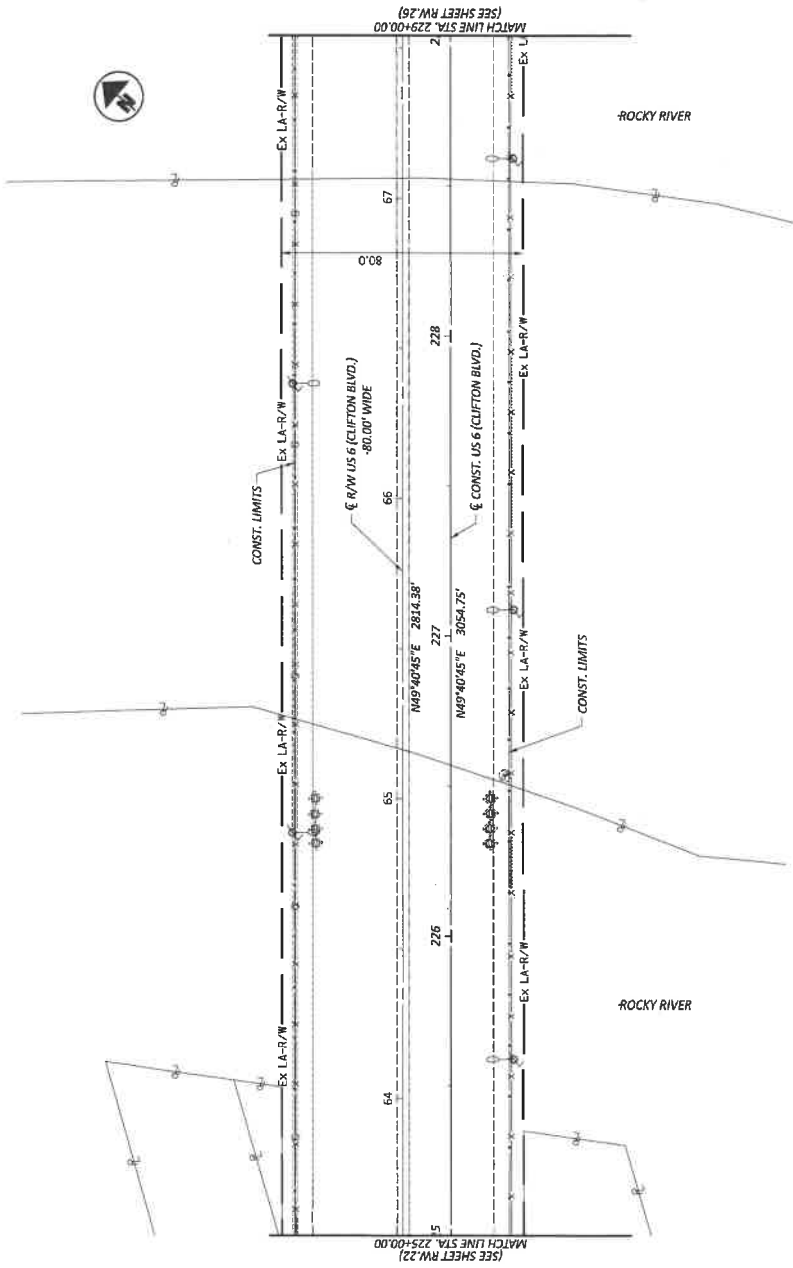 MATCH LINE STA. 229+00.00
(SEE SHEET RW.26)
N
Ex LA-R/W
Ex LA-R/W
Ex LA-R/W
Ex LA-R/W
ROCKY RIVER
67
80.0
228
Ex LA-R/W
CONST. LIMITS
℄ R/W US 6 (CLIFTON BLVD.)
-80.00' WIDE
66
℄ CONST. US 6 (CLIFTON BLVD.)
N49°40'45"E 2814.38'
N49°40'45"E 3054.75'
227
Ex LA-R/W
CONST. LIMITS
65
226
Ex LA-R/W
ROCKY RIVER
64
MATCH LINE STA. 225+00.00
(SEE SHEET RW.22)